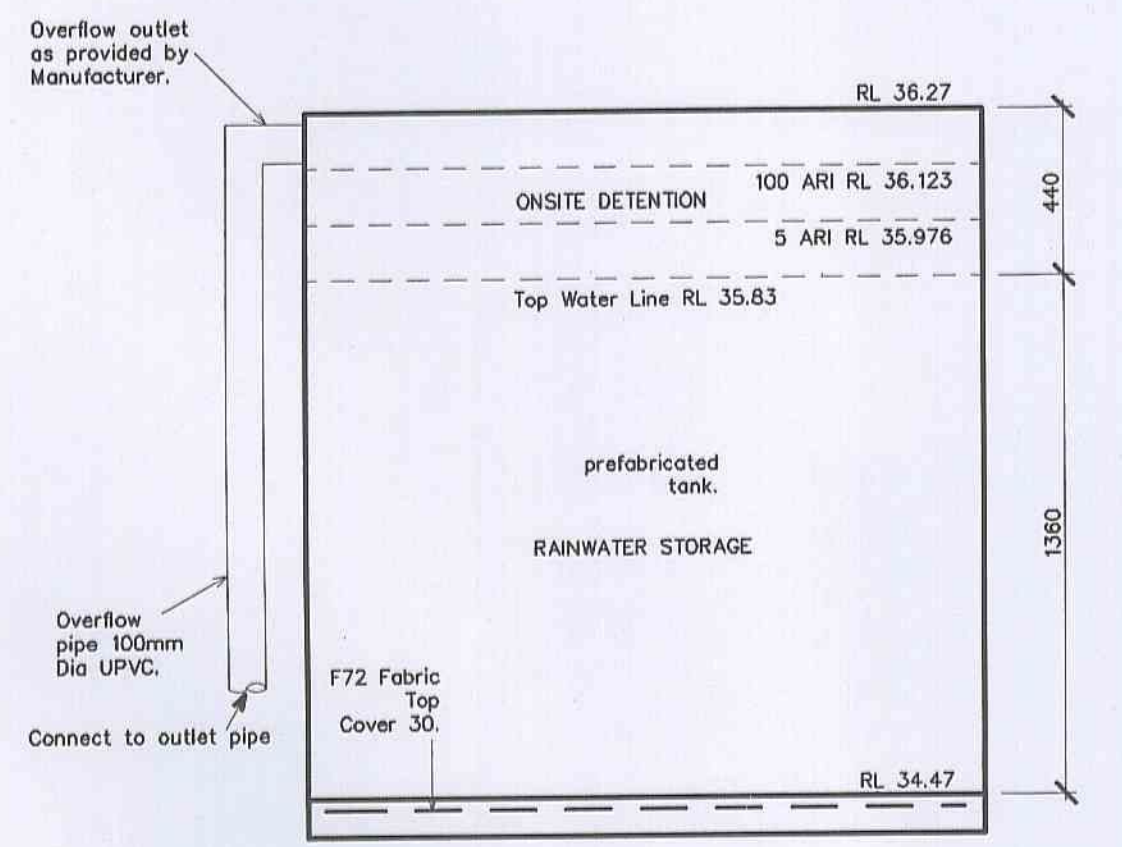 Overflow outlet
as provided by
Manufacturer.
RL 36.27
100 ARI RL 36.123
ONSITE DETENTION
440
5 ARI RL 35.976
Top Water Line RL 35.83
prefabricated
tank.
RAINWATER STORAGE
1360
Overflow
pipe 100mm
Dia UPVC.
F72 Fabric
Top
Cover 30.
Connect to outlet pipe
RL 34.47